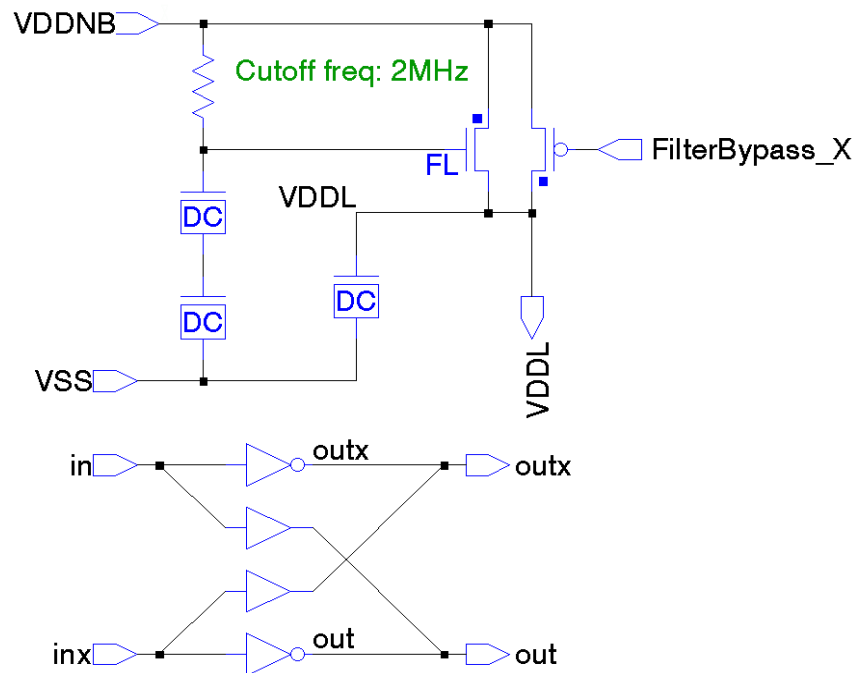 VDDNB
Cutoff freq: 2MHz
FL
FilterBypass_X
VDDL
DC
DC
DC
VSS
VDDL
in
outx
outx
inx
out
out